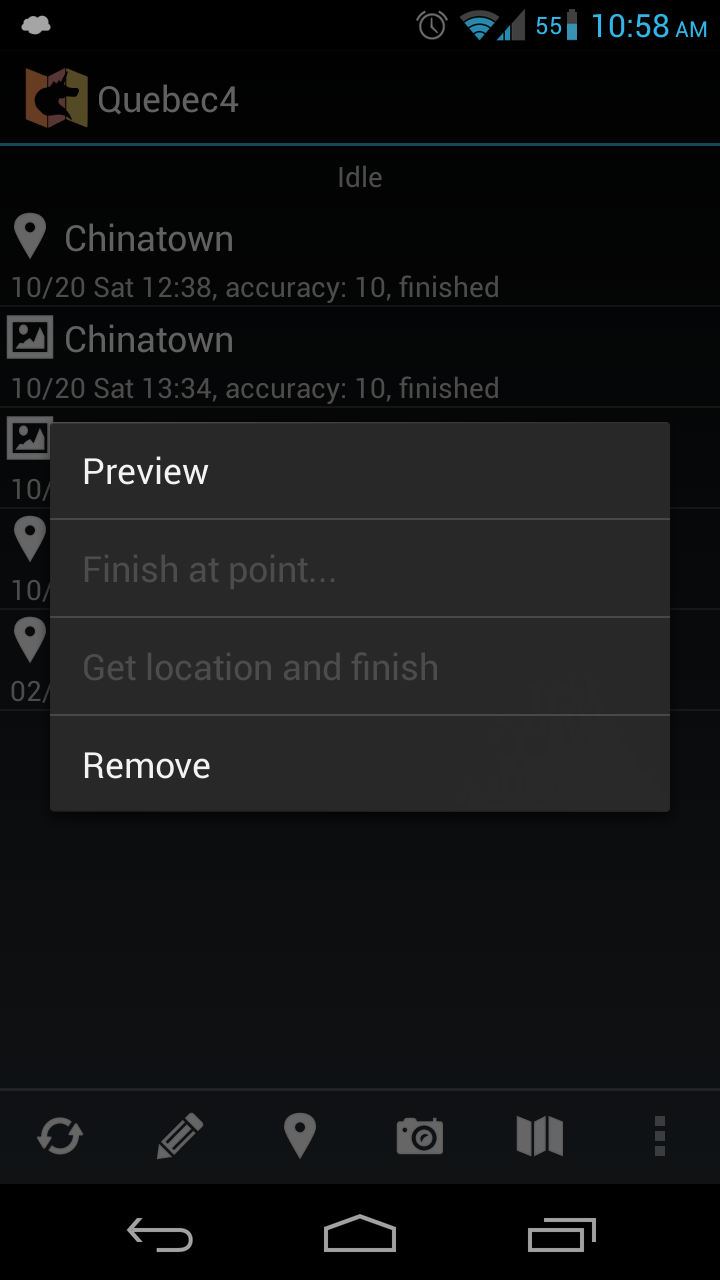 55 10:58 AM
Quebec4
Idle
Chinatown
10/20 Sat 12:38, accuracy: 10, finished
Chinatown
10/20 Sat 13:34, accuracy: 10, finished
Preview
10/
Finish at point...
10/
Get location and finish
02/
Remove